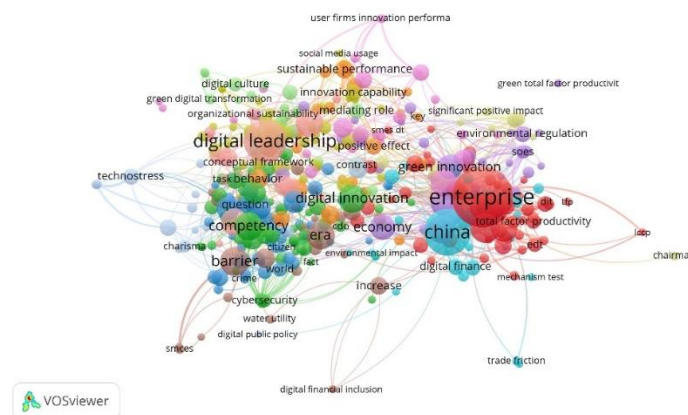 user firms innovation performa
social media usage
sustainable performance
digital culture
green total factor productivit
innovation capability
green digital transformation
mediating role
key
significant positive impact
organizational sustainability
smes dt
environmental regulation
digital leadership
positive effect
soes
conceptual framework
contrast
green innovation
technostress
task
behavior
digital innovation
enterprise
dit
tfp
question
total factor productivity
competency
cdo
economy
china
lccp
charisma
citizen
era
edt
barrier
fact
environmental impact
chairma
world
digital finance
crime
mechanism test
increase
cybersecurity
water utility
digital public policy
smces
trade friction
digital financial inclusion
VOSviewer